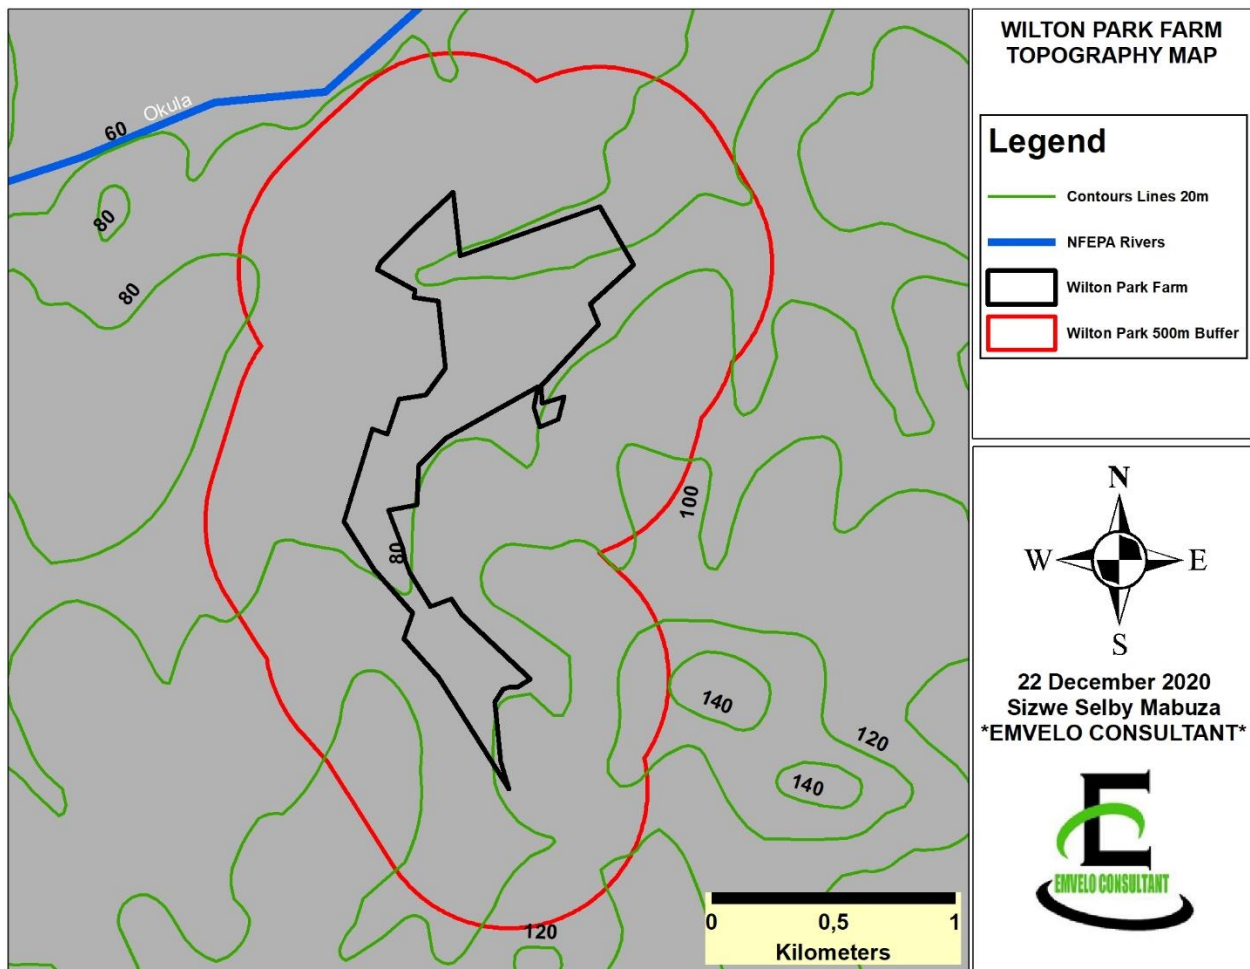 WILTON PARK FARM
TOPOGRAPHY MAP
Legend
Contours Lines 20m
NFEPA Rivers
Wilton Park Farm
Wilton Park 500m Buffer
Okula
60
80
80
80
100
140
120
140
120
0 0,5 1
Kilometers
N
W E
S
22 December 2020
Sizwe Selby Mabuza
*EMVELO CONSULTANT*
E
EMVELO CONSULTANT